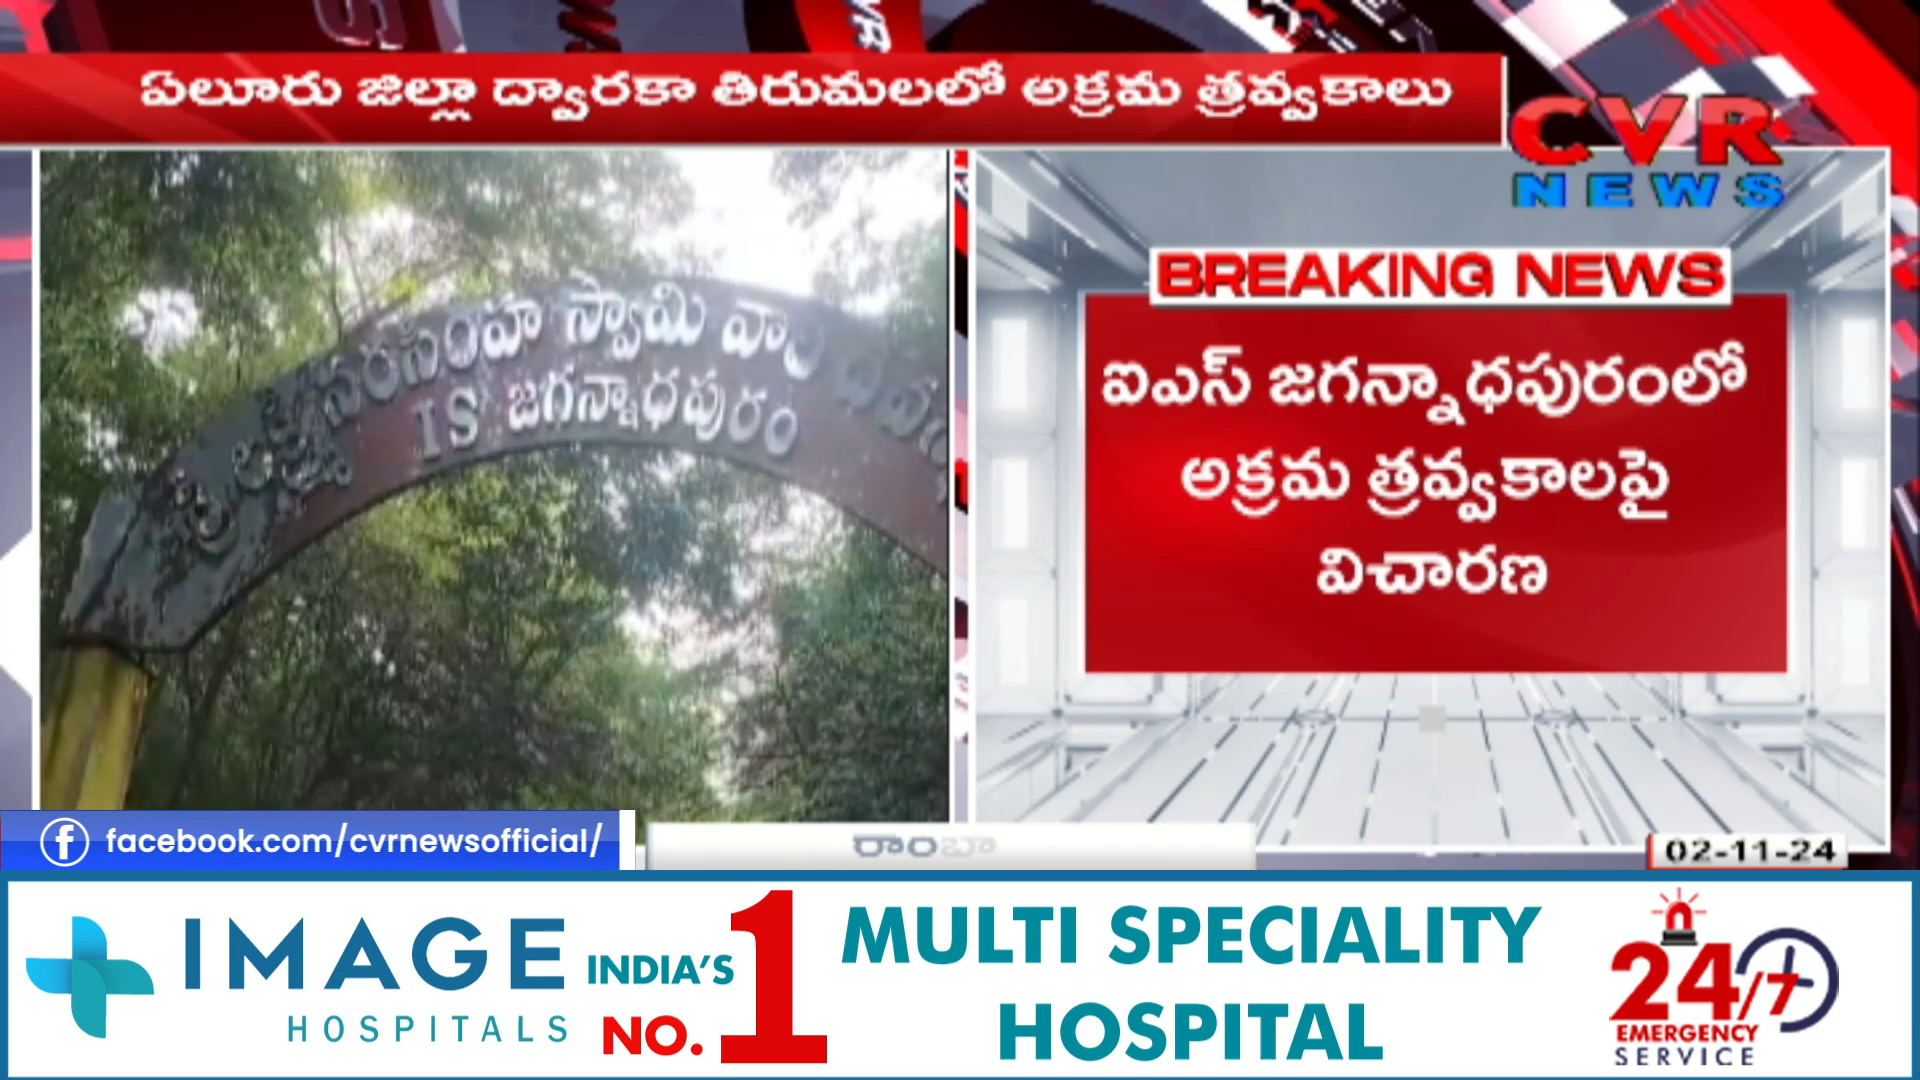 ఏలూరు జిల్లా ద్వారకా తిరుమలలో అక్రమ త్రవ్వకాలు
CVR
NEWS
శ్రీ లక్ష్మీనరసింహ స్వామి వారి
IS జగన్నాధపురం
BREAKING NEWS
ఐఎస్ జగన్నాధపురంలో
అక్రమ త్రవ్వకాలపై
విచారణ
facebook.com/cvrnewsofficial/
02-11-24
IMAGE
HOSPITALS
INDIA'S
NO. 1
MULTI SPECIALITY
HOSPITAL
24/7
EMERGENCY
SERVICE